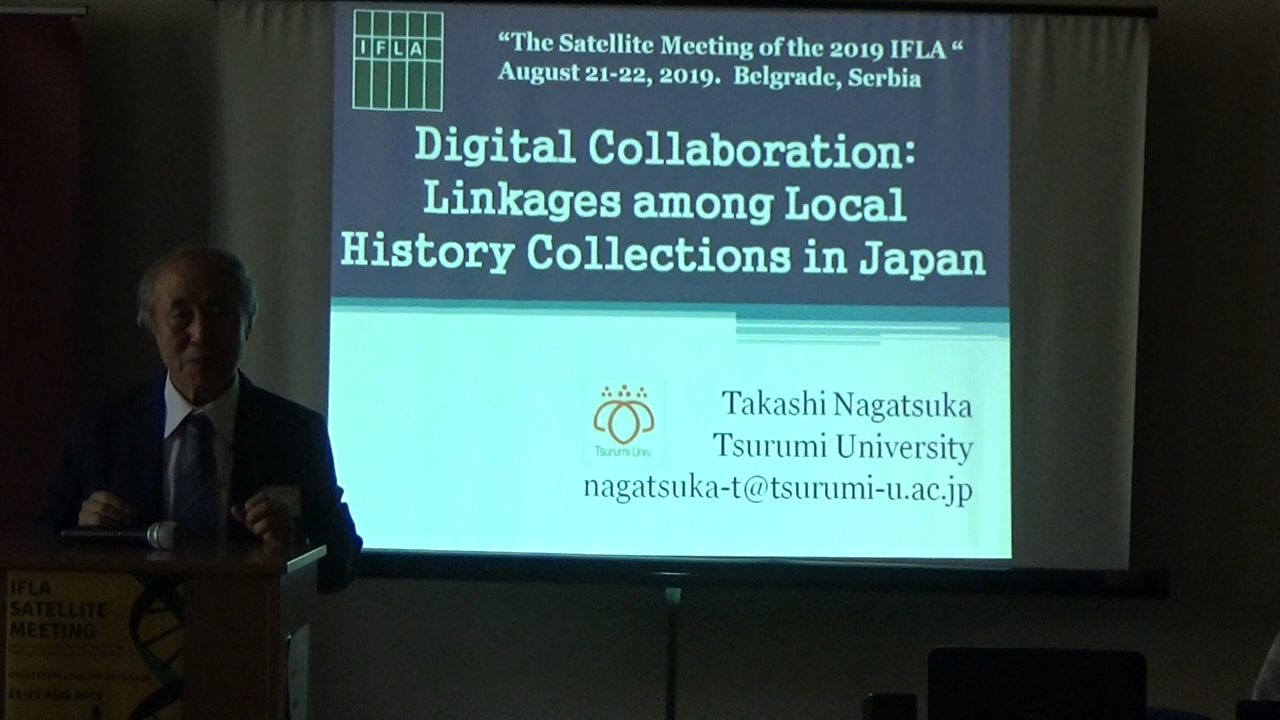 IFLA
“The Satellite Meeting of the 2019 IFLA “
August 21-22, 2019. Belgrade, Serbia
Digital Collaboration:
Linkages among Local
History Collections in Japan
Takashi Nagatsuka
Tsurumi University
nagatsuka-t@tsurumi-u.ac.jp
Tsurumi Univ.
IFLA
SATELLITE
MEETING
21-22 AUG 2019